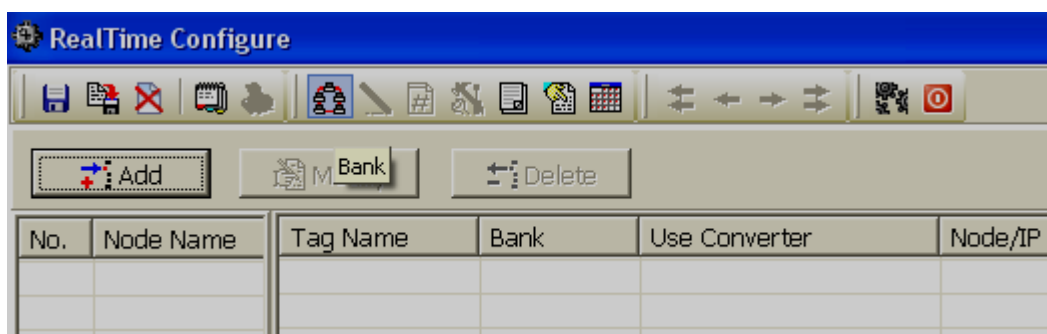 RealTime Configure
Add M Bank Delete
No. Node Name Tag Name Bank Use Converter Node/IP